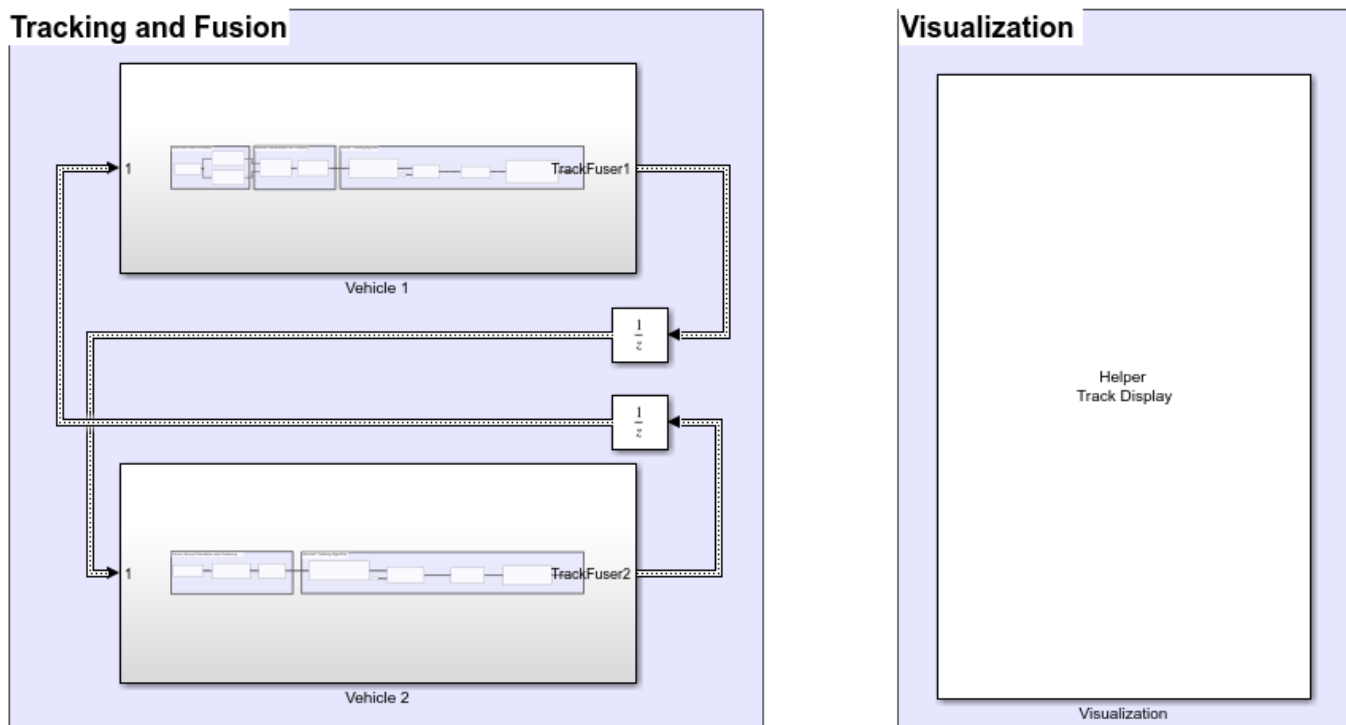 Tracking and Fusion
1
TrackFuser1
Vehicle 1
1
z
1
z
1
TrackFuser2
Vehicle 2
Visualization
Helper
Track Display
Visualization